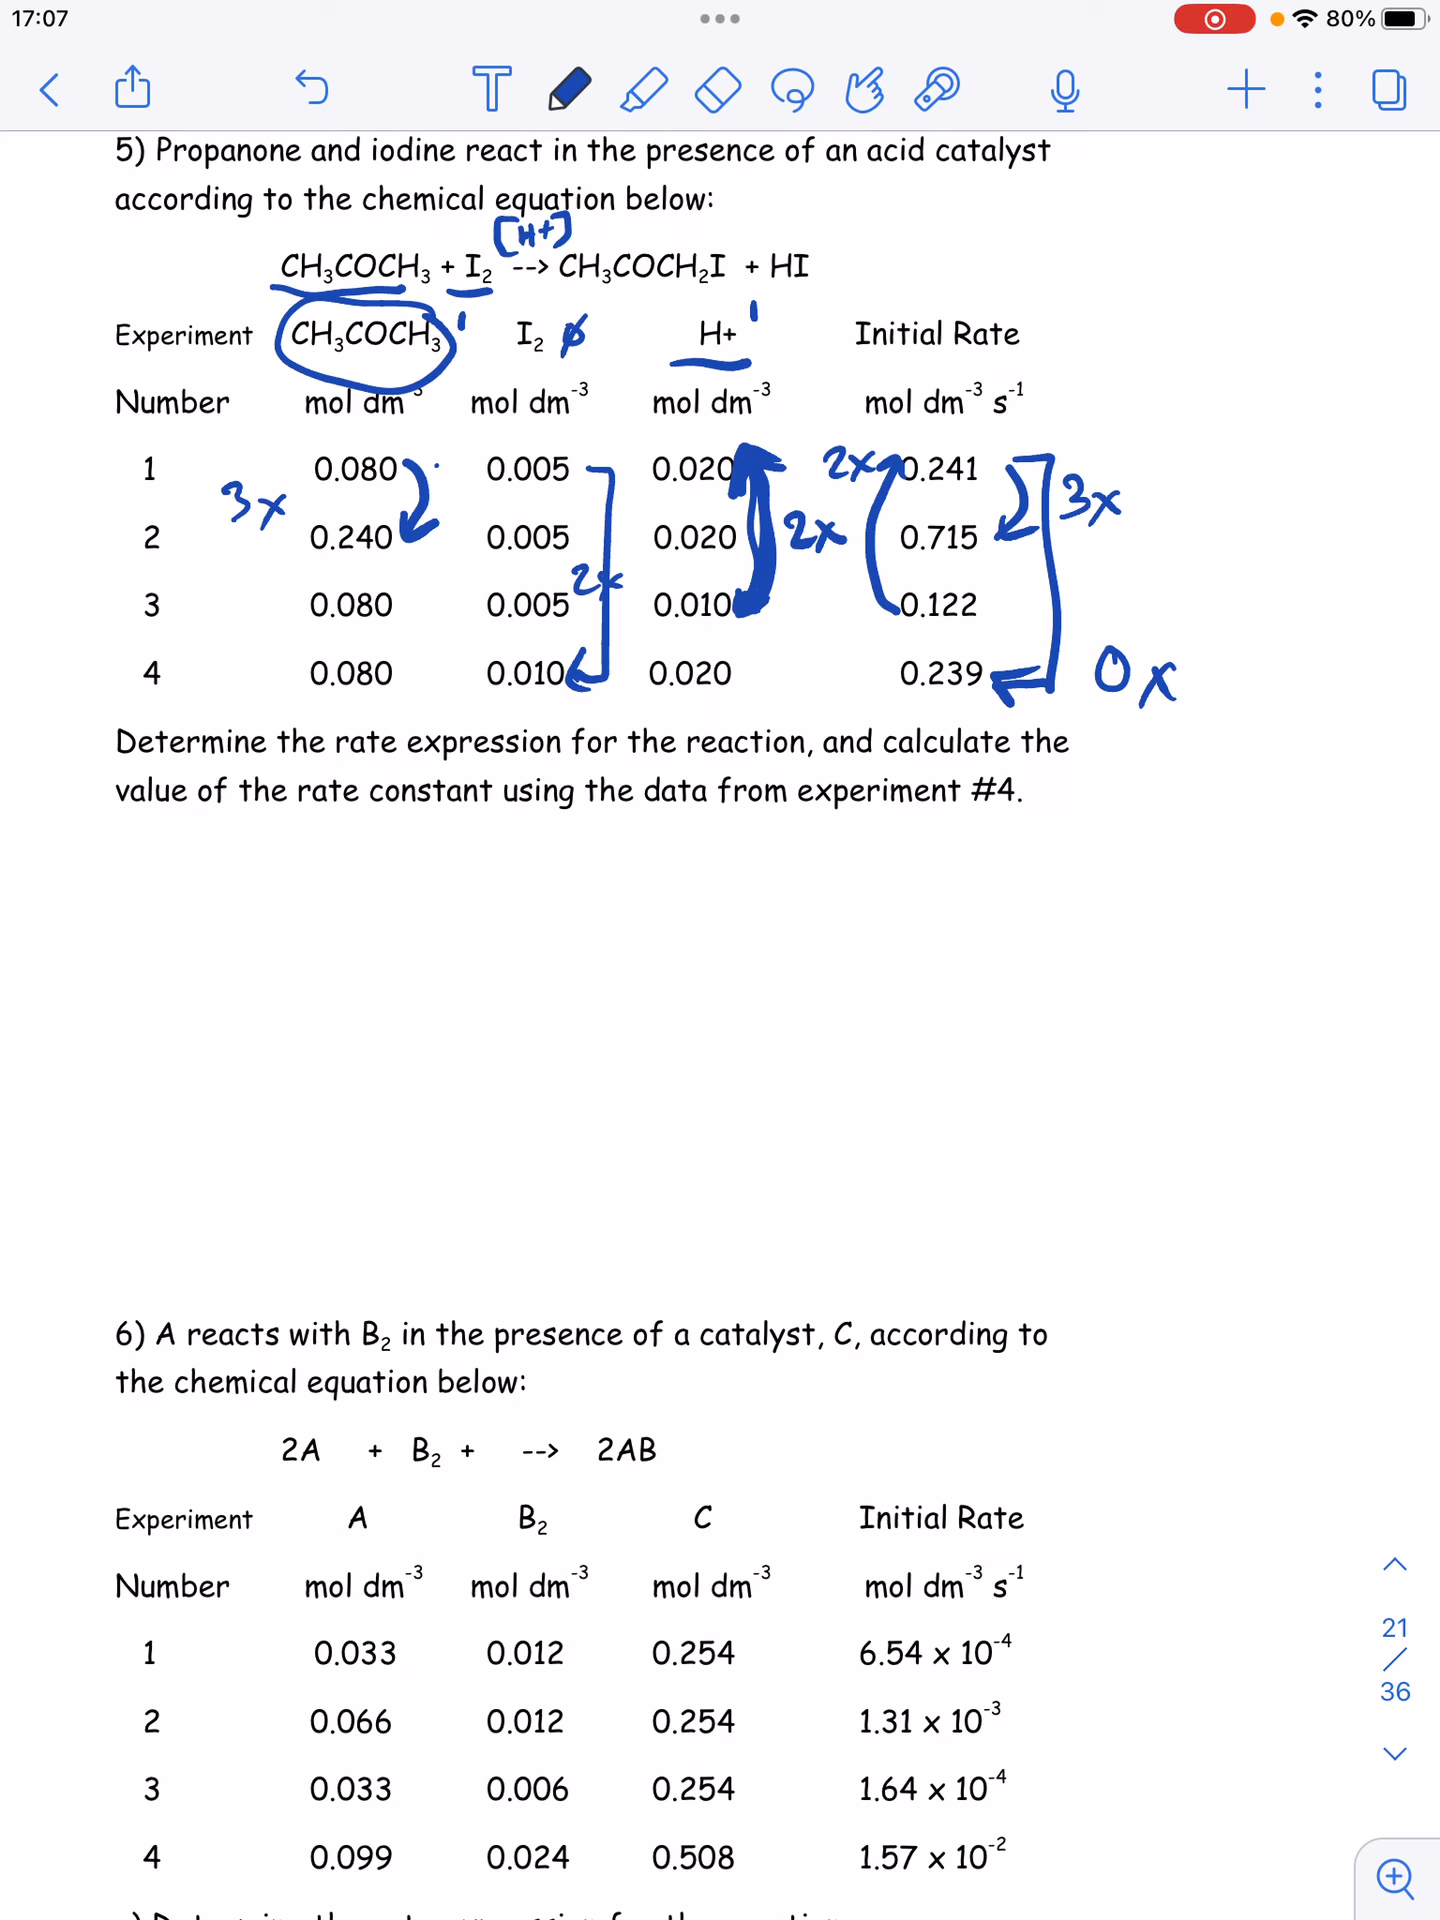 17:07
80%
T
5) Propanone and iodine react in the presence of an acid catalyst
according to the chemical equation below:
[H+]
CH₃COCH₃ + I₂ --> CH₃COCH₂I + HI
Experiment CH₃COCH₃ ¹ I₂ ∅ H+ ¹ Initial Rate
Number mol dm⁻³ mol dm⁻³ mol dm⁻³ mol dm⁻³ s⁻¹
1 0.080 0.005 0.020 2x 0.241
3x 2x 3x
2 0.240 0.005 0.020 0.715
2x
3 0.080 0.005 0.010 0.122
4 0.080 0.010 0.020 0.239 0x
Determine the rate expression for the reaction, and calculate the
value of the rate constant using the data from experiment #4.
6) A reacts with B₂ in the presence of a catalyst, C, according to
the chemical equation below:
2A + B₂ + --> 2AB
Experiment A B₂ C Initial Rate
Number mol dm⁻³ mol dm⁻³ mol dm⁻³ mol dm⁻³ s⁻¹
1 0.033 0.012 0.254 6.54 x 10⁻⁴
2 0.066 0.012 0.254 1.31 x 10⁻³
3 0.033 0.006 0.254 1.64 x 10⁻⁴
4 0.099 0.024 0.508 1.57 x 10⁻²
21
/
36